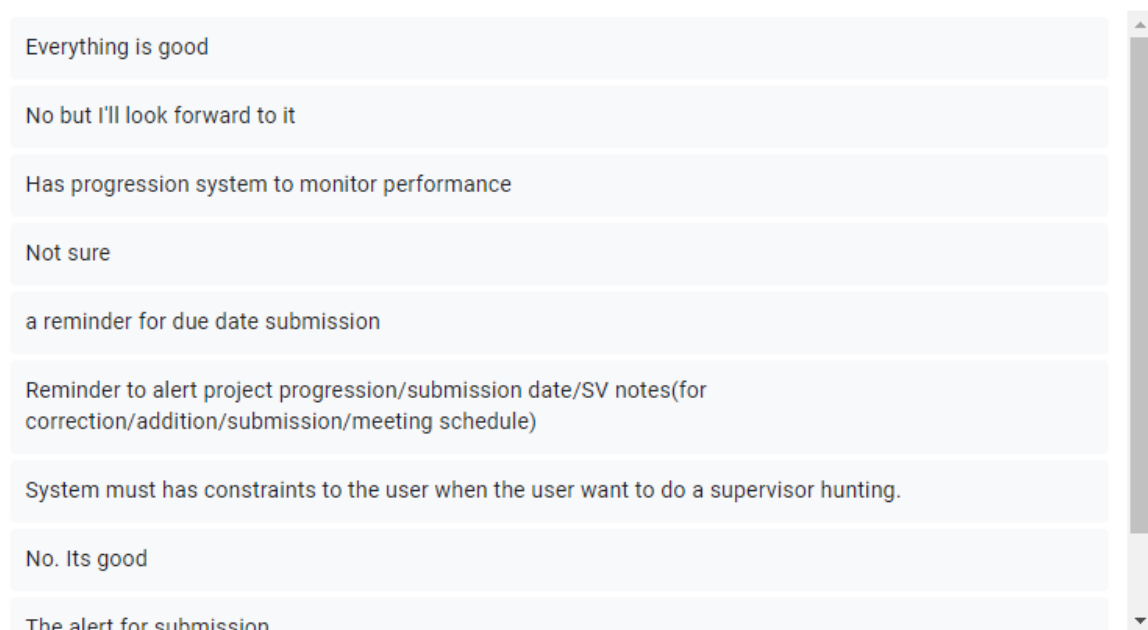 Everything is good
No but I'll look forward to it
Has progression system to monitor performance
Not sure
a reminder for due date submission
Reminder to alert project progression/submission date/SV notes(for
correction/addition/submission/meeting schedule)
System must has constraints to the user when the user want to do a supervisor hunting.
No. Its good
The alert for submission